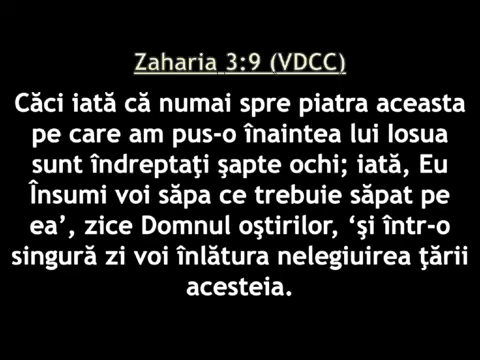 Zaharia 3:9 (VDCC)
Căci iată că numai spre piatra aceasta
pe care am pus-o înaintea lui Iosua
sunt îndreptaţi şapte ochi; iată, Eu
Însumi voi săpa ce trebuie săpat pe
ea’, zice Domnul oştirilor, ‘şi într-o
singură zi voi înlătura nelegiuirea ţării
acesteia.